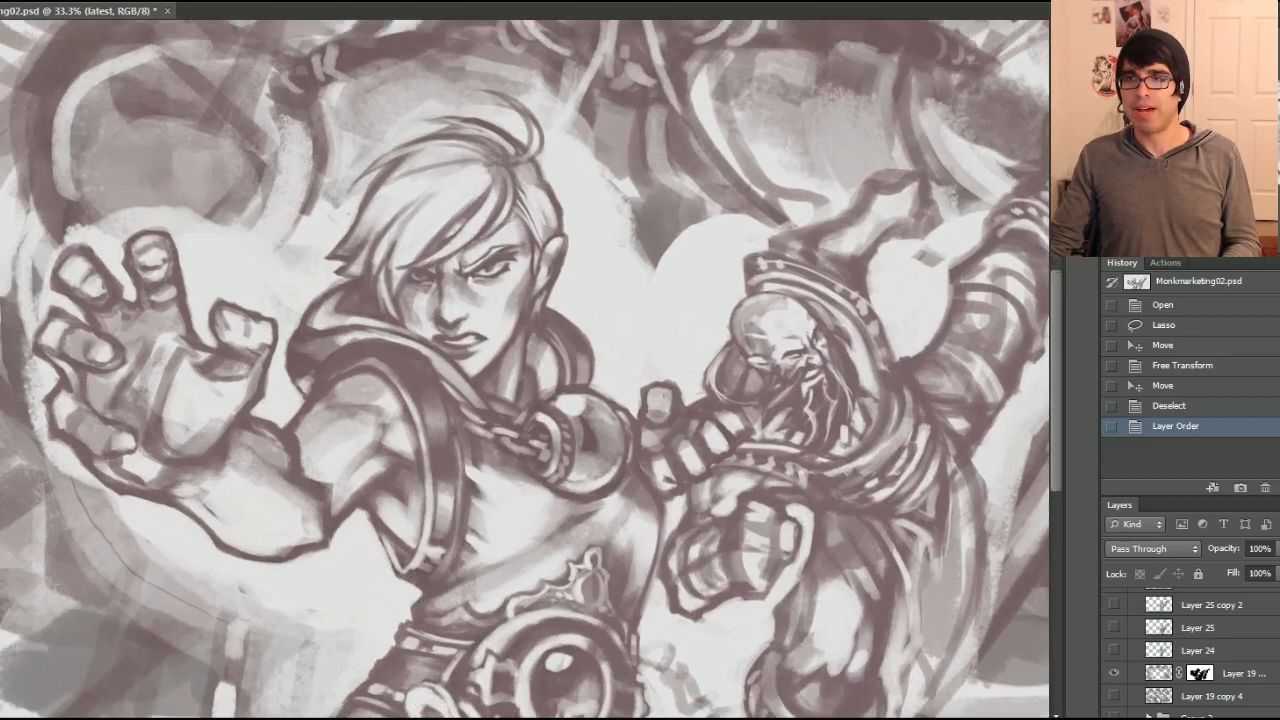 ng02.psd @ 33.3% (latest, RGB/8) * ×
History Actions
Monkmarketing02.psd
Open
Lasso
Move
Free Transform
Move
Deselect
Layer Order
Layers
Kind
Pass Through Opacity: 100%
Lock: Fill: 100%
Layer 25 copy 2
Layer 25
Layer 24
Layer 19 ...
Layer 19 copy 4